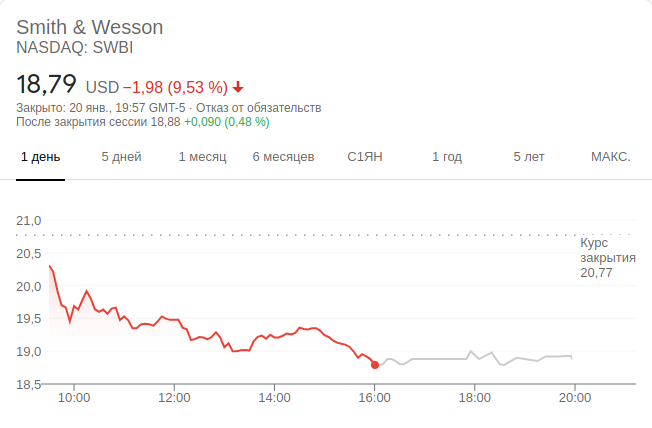 Smith & Wesson
NASDAQ: SWBI
18,79 USD −1,98 (9,53 %)
Закрыто: 20 янв., 19:57 GMT-5 · Отказ от обязательств
После закрытия сессии 18,88 +0,090 (0,48 %)
1 день 5 дней 1 месяц 6 месяцев С1ЯН 1 год 5 лет МАКС.
21,0
Курс
закрытия
20,77
20,5
20,0
19,5
19,0
18,5
10:00 12:00 14:00 16:00 18:00 20:00